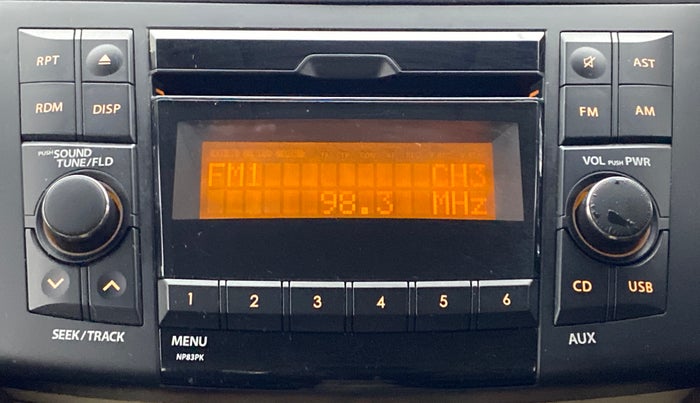 RPT
AST
RDM
DISP
FM
AM
PUSH SOUND
TUNE/FLD
VOL PUSH PWR
FM1 CH3
98.3 MHz
1 2 3 4 5 6
CD
USB
SEEK/TRACK
MENU
NP83PK
AUX